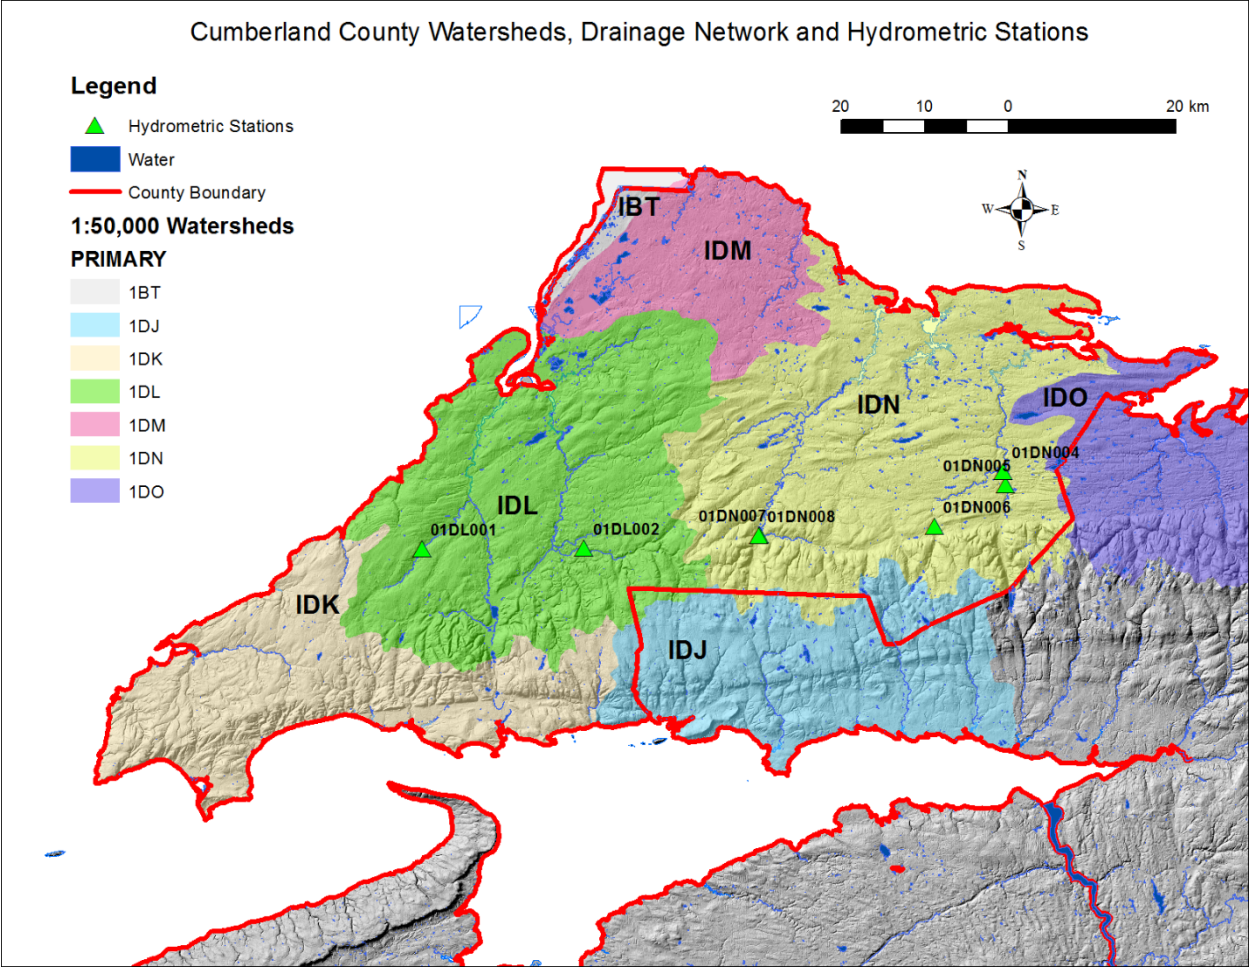 Cumberland County Watersheds, Drainage Network and Hydrometric Stations
Legend
Hydrometric Stations
Water
County Boundary
1:50,000 Watersheds
PRIMARY
1BT
1DJ
1DK
1DL
1DM
1DN
1DO
20 10 0 20 km
N
W E
S
IBT
IDM
IDN
IDO
01DN004
01DN005
01DN006
01DN007 01DN008
IDL
01DL001
01DL002
IDK
IDJ